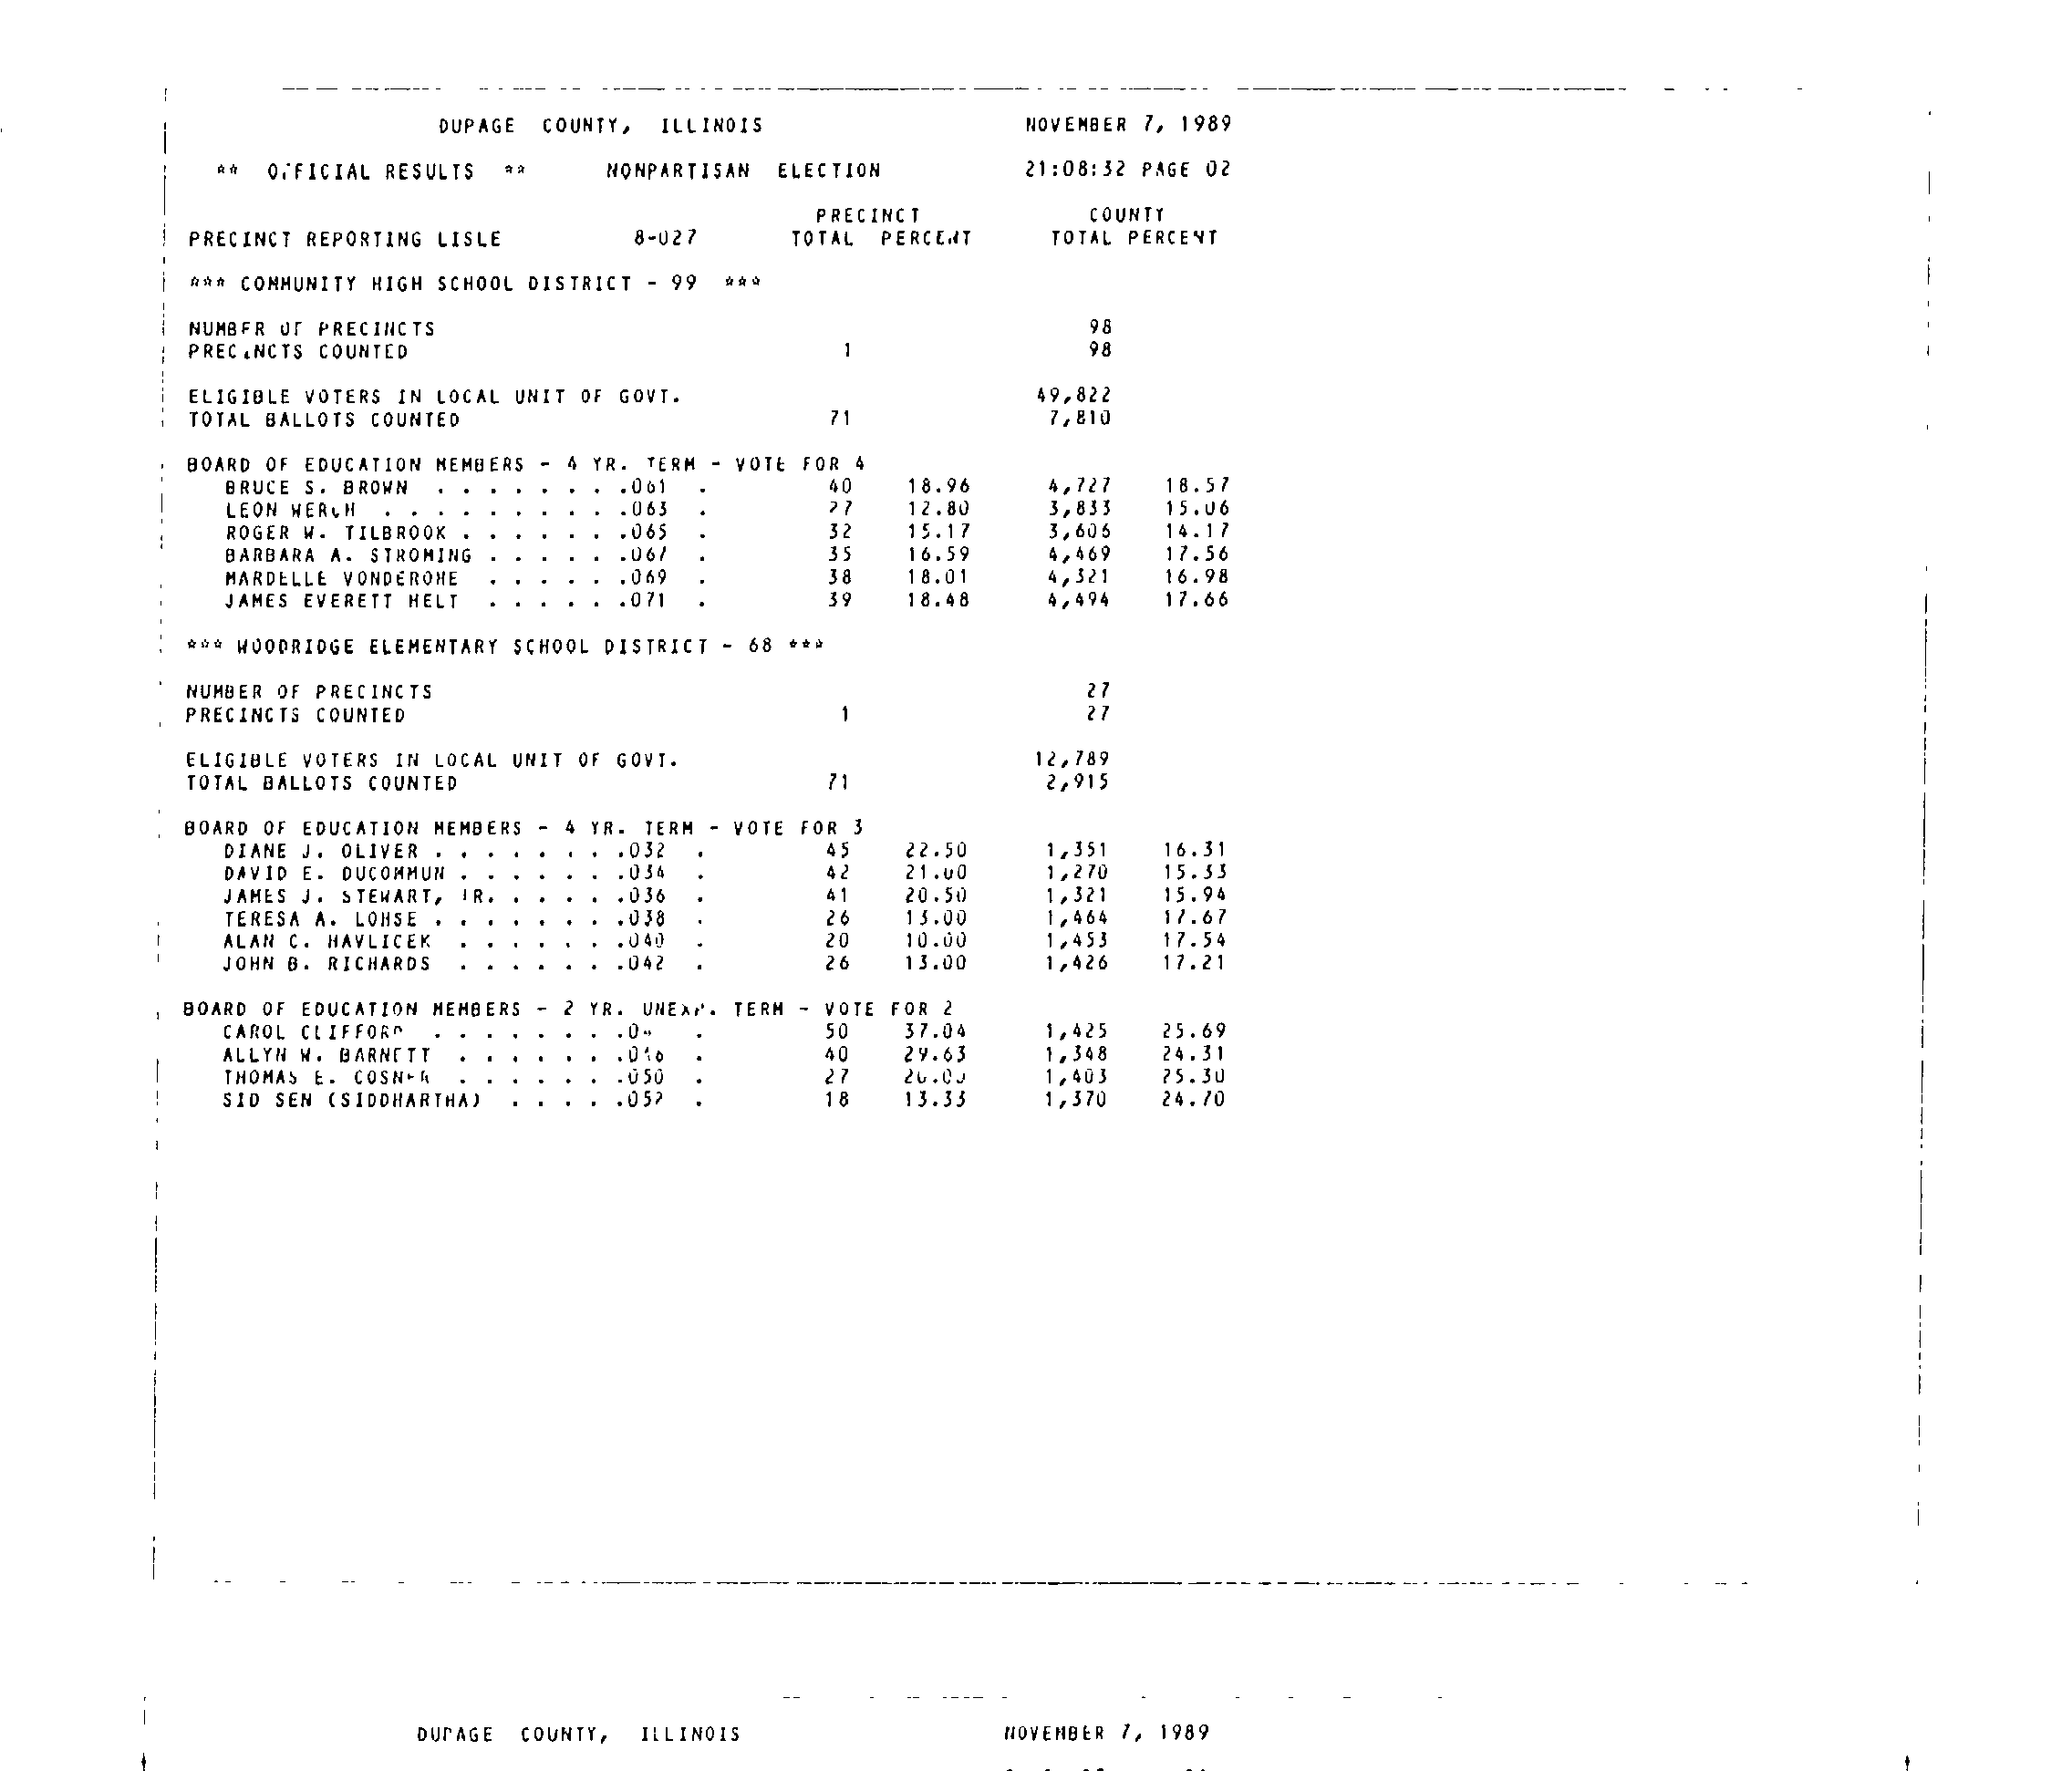 DUPAGE COUNTY, ILLINOIS NOVEMBER 7, 1989
** OFFICIAL RESULTS ** NONPARTISAN ELECTION 21:08:32 PAGE 02
PRECINCT COUNTY
PRECINCT REPORTING LISLE 8-027 TOTAL PERCENT TOTAL PERCENT
*** COMMUNITY HIGH SCHOOL DISTRICT - 99 ***
NUMBER OF PRECINCTS 98
PRECINCTS COUNTED 1 98
ELIGIBLE VOTERS IN LOCAL UNIT OF GOVT. 49,822
TOTAL BALLOTS COUNTED 71 7,810
BOARD OF EDUCATION MEMBERS - 4 YR. TERM - VOTE FOR 4
BRUCE S. BROWN . . . . . . . .061 . 40 18.96 4,727 18.57
LEON . . . . . . . . . .063 . 27 12.80 3,833 15.06
ROGER W. TILBROOK . . . . . . .065 . 32 15.17 3,606 14.17
BARBARA A. STROMING . . . . . .067 . 35 16.59 4,469 17.56
MARDELLE VONDEROHE . . . . . .069 . 38 18.01 4,321 16.98
JAMES EVERETT HELT . . . . . .071 . 39 18.48 4,494 17.66
*** WOODRIDGE ELEMENTARY SCHOOL DISTRICT - 68 ***
NUMBER OF PRECINCTS 27
PRECINCTS COUNTED 1 27
ELIGIBLE VOTERS IN LOCAL UNIT OF GOVT. 12,789
TOTAL BALLOTS COUNTED 71 2,915
BOARD OF EDUCATION MEMBERS - 4 YR. TERM - VOTE FOR 3
DIANE J. OLIVER . . . . . . . .032 . 45 22.50 1,351 16.31
DAVID E. DUCOMMUN . . . . . . .034 . 42 21.00 1,270 15.33
JAMES J. STEWART, JR. . . . . .036 . 41 20.50 1,321 15.94
TERESA A. LOHSE . . . . . . . .038 . 26 13.00 1,464 17.67
ALAN C. HAVLICEK . . . . . . .040 . 20 10.00 1,453 17.54
JOHN B. RICHARDS . . . . . . .042 . 26 13.00 1,426 17.21
BOARD OF EDUCATION MEMBERS - 2 YR. UNEXP. TERM - VOTE FOR 2
CAROL CLIFFORD . . . . . . . . . 50 37.04 1,425 25.69
ALLYN W. BARNETT . . . . . . . . 40 29.63 1,348 24.31
THOMAS E. COSNER . . . . . . .050 . 27 20.00 1,403 25.30
SID SEN (SIDDHARTHA) . . . . .052 . 18 13.33 1,370 24.70
DUPAGE COUNTY, ILLINOIS NOVEMBER 7, 1989